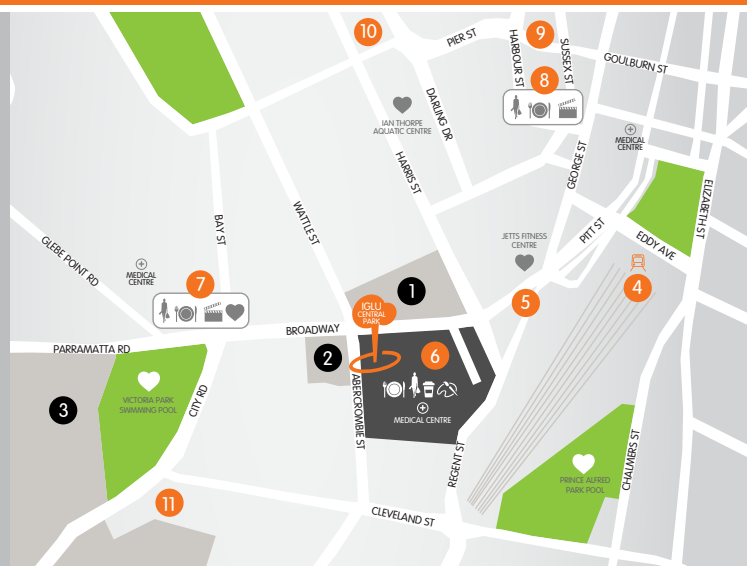 10
PIER ST
HARBOUR ST
9
SUSSEX ST
GOULBURN ST
8
IAN THORPE
AQUATIC CENTRE
DARLING DR
MEDICAL
CENTRE
HARRIS ST
GEORGE ST
WATTLE ST
BAY ST
ELIZABETH ST
PITT ST
EDDY AVE
GLEBE POINT RD
JETTS FITNESS
CENTRE
MEDICAL
CENTRE
7
1
4
5
IGLU
CENTRAL
PARK
BROADWAY
PARRAMATTA RD
2
6
ABERCROMBIE ST
MEDICAL CENTRE
3
VICTORIA PARK
SWIMMING POOL
CITY RD
REGENT ST
CHALMERS ST
PRINCE ALFRED
PARK POOL
11
CLEVELAND ST